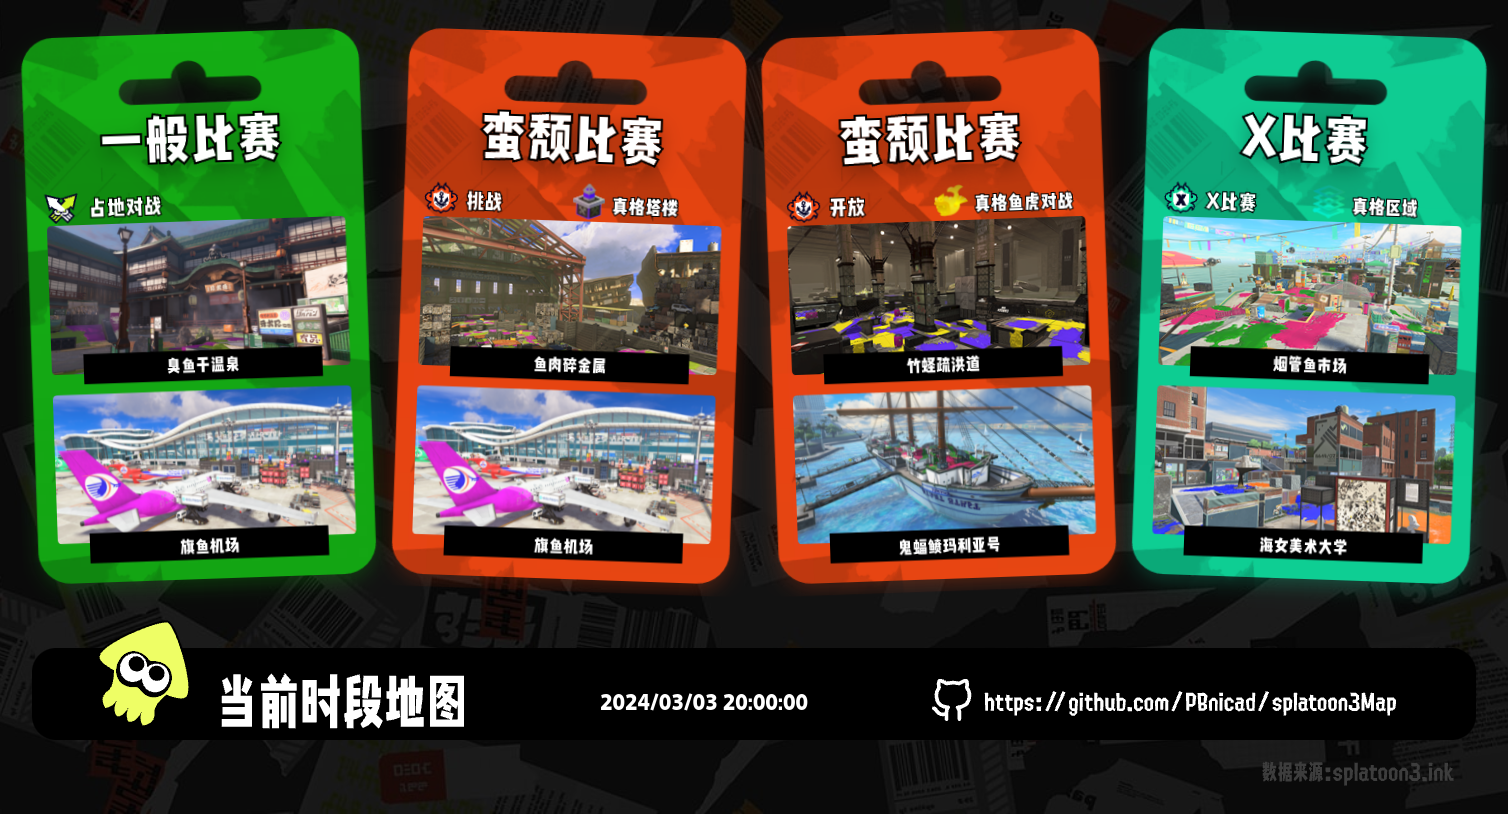 一般比赛
占地对战
臭鱼干温泉
旗鱼机场
蛮颓比赛
挑战
真格塔楼
鱼肉碎金属
旗鱼机场
蛮颓比赛
开放
真格鱼虎对战
竹蛏疏洪道
鬼蝠鲼玛利亚号
X比赛
X比赛
真格区域
烟管鱼市场
海女美术大学
当前时段地图
2024/03/03 20:00:00
https://github.com/PBnicad/splatoon3Map
数据来源:splatoon3.ink